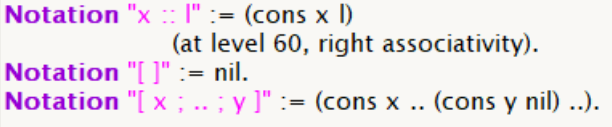 Notation "x :: l" := (cons x l)
(at level 60, right associativity).
Notation "[ ]" := nil.
Notation "[ x ; .. ; y ]" := (cons x .. (cons y nil) ..).